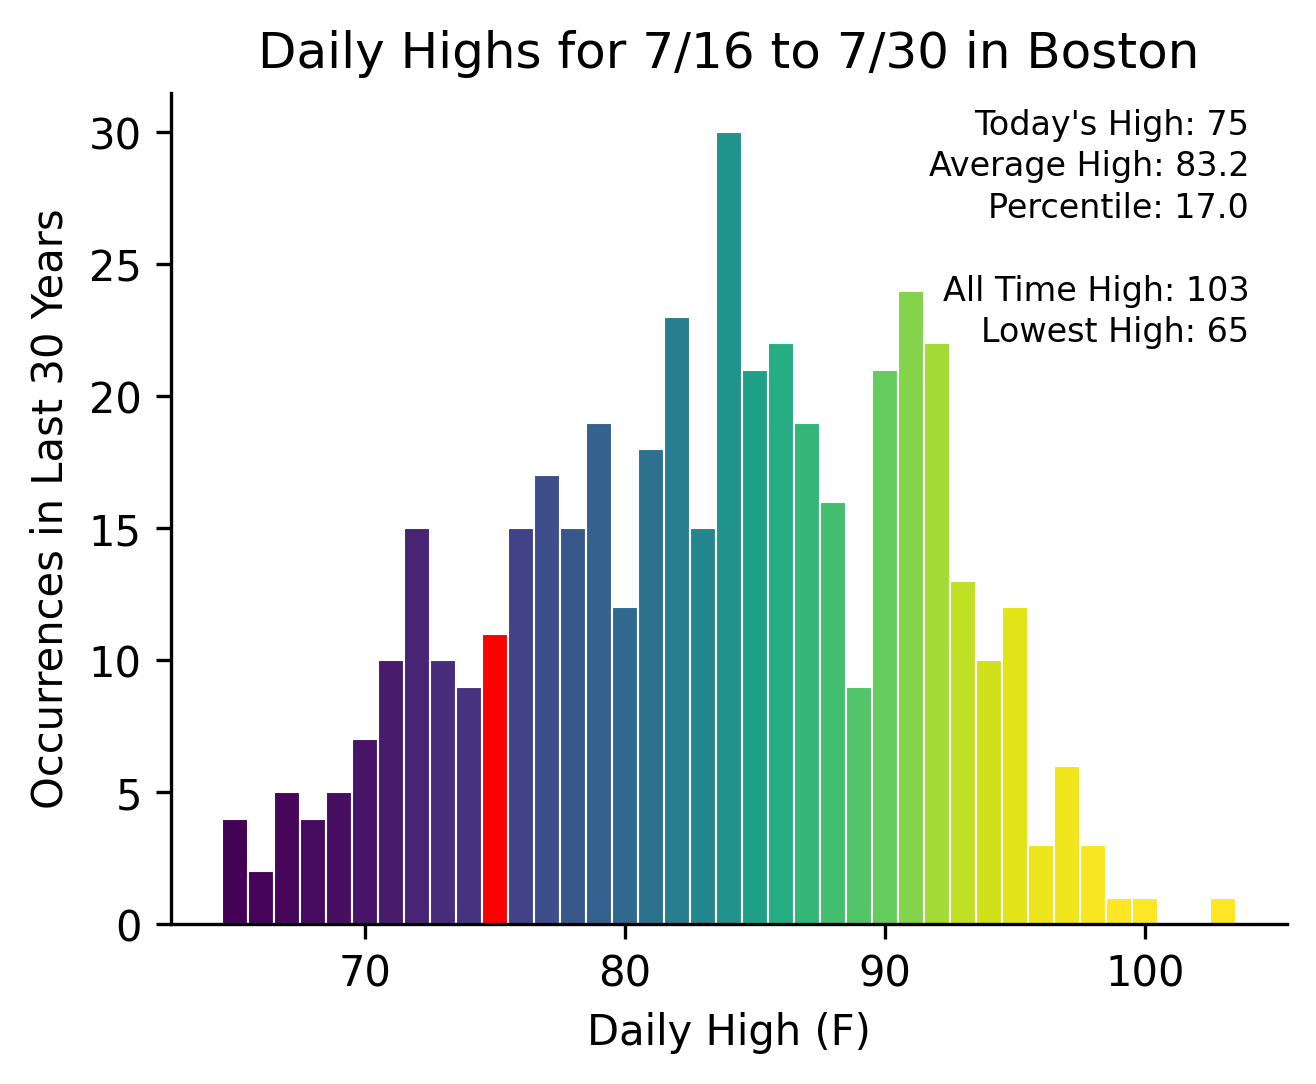 Daily Highs for 7/16 to 7/30 in Boston
Today's High: 75
Average High: 83.2
Percentile: 17.0
All Time High: 103
Lowest High: 65
Occurrences in Last 30 Years
30
25
20
15
10
5
0
70 80 90 100
Daily High (F)